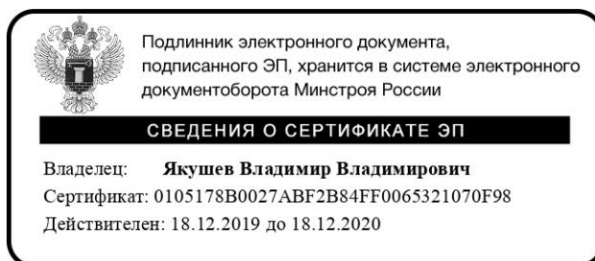 Подлинник электронного документа,
подписанного ЭП, хранится в системе электронного
документоборота Минстроя России
СВЕДЕНИЯ О СЕРТИФИКАТЕ ЭП
Владелец: Якушев Владимир Владимирович
Сертификат: 0105178B0027ABF2B84FF0065321070F98
Действителен: 18.12.2019 до 18.12.2020